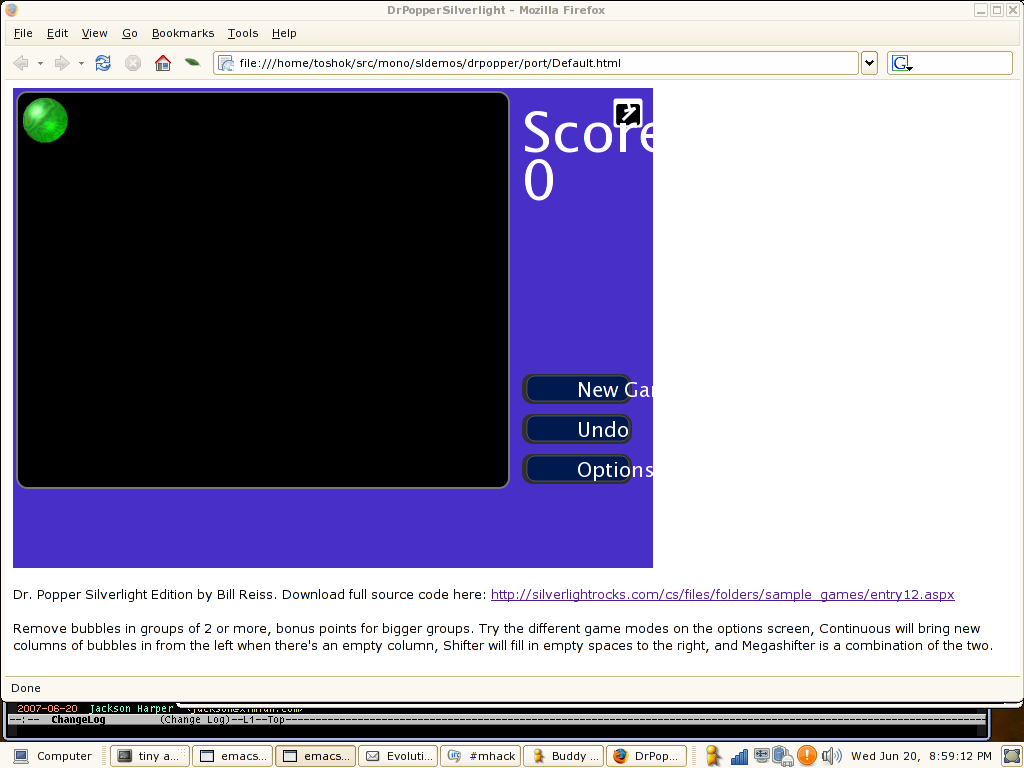 DrPopperSilverlight - Mozilla Firefox
File Edit View Go Bookmarks Tools Help
file:///home/toshok/src/mono/sldemos/drpopper/port/Default.html
G
Score
0
New Gam
Undo
Options
Dr. Popper Silverlight Edition by Bill Reiss. Download full source code here: http://silverlightrocks.com/cs/files/folders/sample_games/entry12.aspx
Remove bubbles in groups of 2 or more, bonus points for bigger groups. Try the different game modes on the options screen, Continuous will bring new
columns of bubbles in from the left when there's an empty column, Shifter will fill in empty spaces to the right, and Megashifter is a combination of the two.
Done
2007-06-20 Jackson Harper
--:-- ChangeLog (Change Log)--L1--Top
Computer tiny a... emacs... emacs... Evoluti... #mhack Buddy ... DrPop... Wed Jun 20, 8:59:12 PM